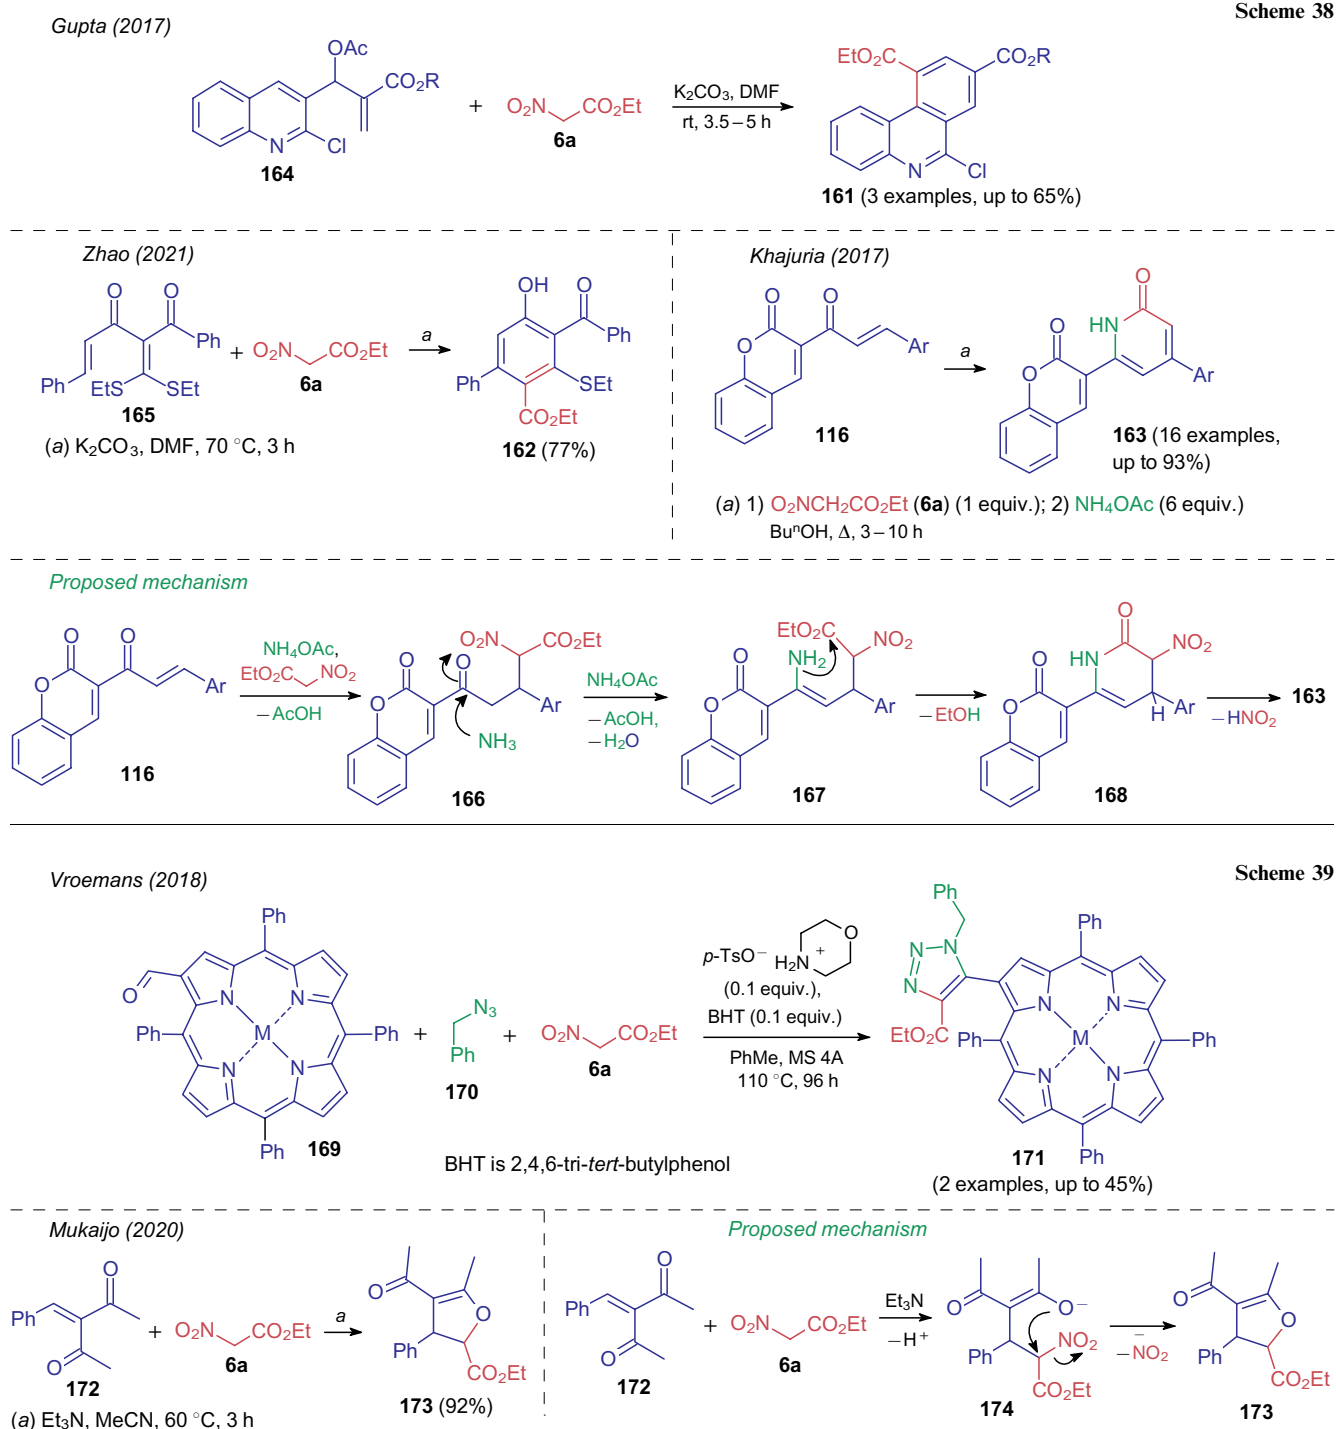 Scheme 38
Gupta (2017)
OAc
CO₂R
N
Cl
164
+
O₂N
CO₂Et
6a
K₂CO₃, DMF
rt, 3.5–5 h
EtO₂C
CO₂R
N
Cl
161 (3 examples, up to 65%)
Zhao (2021)
O
O
Ph
Ph
EtS
SEt
165
+
O₂N
CO₂Et
6a
a
OH
O
Ph
Ph
SEt
CO₂Et
162 (77%)
(a) K₂CO₃, DMF, 70 °C, 3 h
Khajuria (2017)
O
O
O
Ar
116
a
O
HN
O
O
Ar
163 (16 examples,
up to 93%)
(a) 1) O₂NCH₂CO₂Et (6a) (1 equiv.); 2) NH₄OAc (6 equiv.)
BuⁿOH, Δ, 3–10 h
Proposed mechanism
O
O
O
Ar
116
NH₄OAc,
EtO₂C
NO₂
–AcOH
O₂N
CO₂Et
O
O
O
Ar
NH₃
166
NH₄OAc
–AcOH,
–H₂O
EtO₂C
NO₂
NH₂
O
O
Ar
167
–EtOH
O
NO₂
HN
O
O
H
Ar
168
–HNO₂
163
Scheme 39
Vroemans (2018)
Ph
O
N
N
Ph
M
Ph
N
N
Ph
169
+
N₃
Ph
170
+
O₂N
CO₂Et
6a
p-TsO⁻
H₂N
+
O
(0.1 equiv.),
BHT (0.1 equiv.)
PhMe, MS 4A
110 °C, 96 h
Ph
N
N
N
EtO₂C
Ph
N
N
Ph
M
Ph
N
N
Ph
171
(2 examples, up to 45%)
BHT is 2,4,6-tri-tert-butylphenol
Mukaijo (2020)
O
Ph
O
172
+
O₂N
CO₂Et
6a
a
O
O
Ph
CO₂Et
173 (92%)
(a) Et₃N, MeCN, 60 °C, 3 h
Proposed mechanism
O
Ph
O
172
+
O₂N
CO₂Et
6a
Et₃N
–H⁺
O
O⁻
Ph
NO₂
CO₂Et
174
–N̄O₂
O
O
Ph
CO₂Et
173